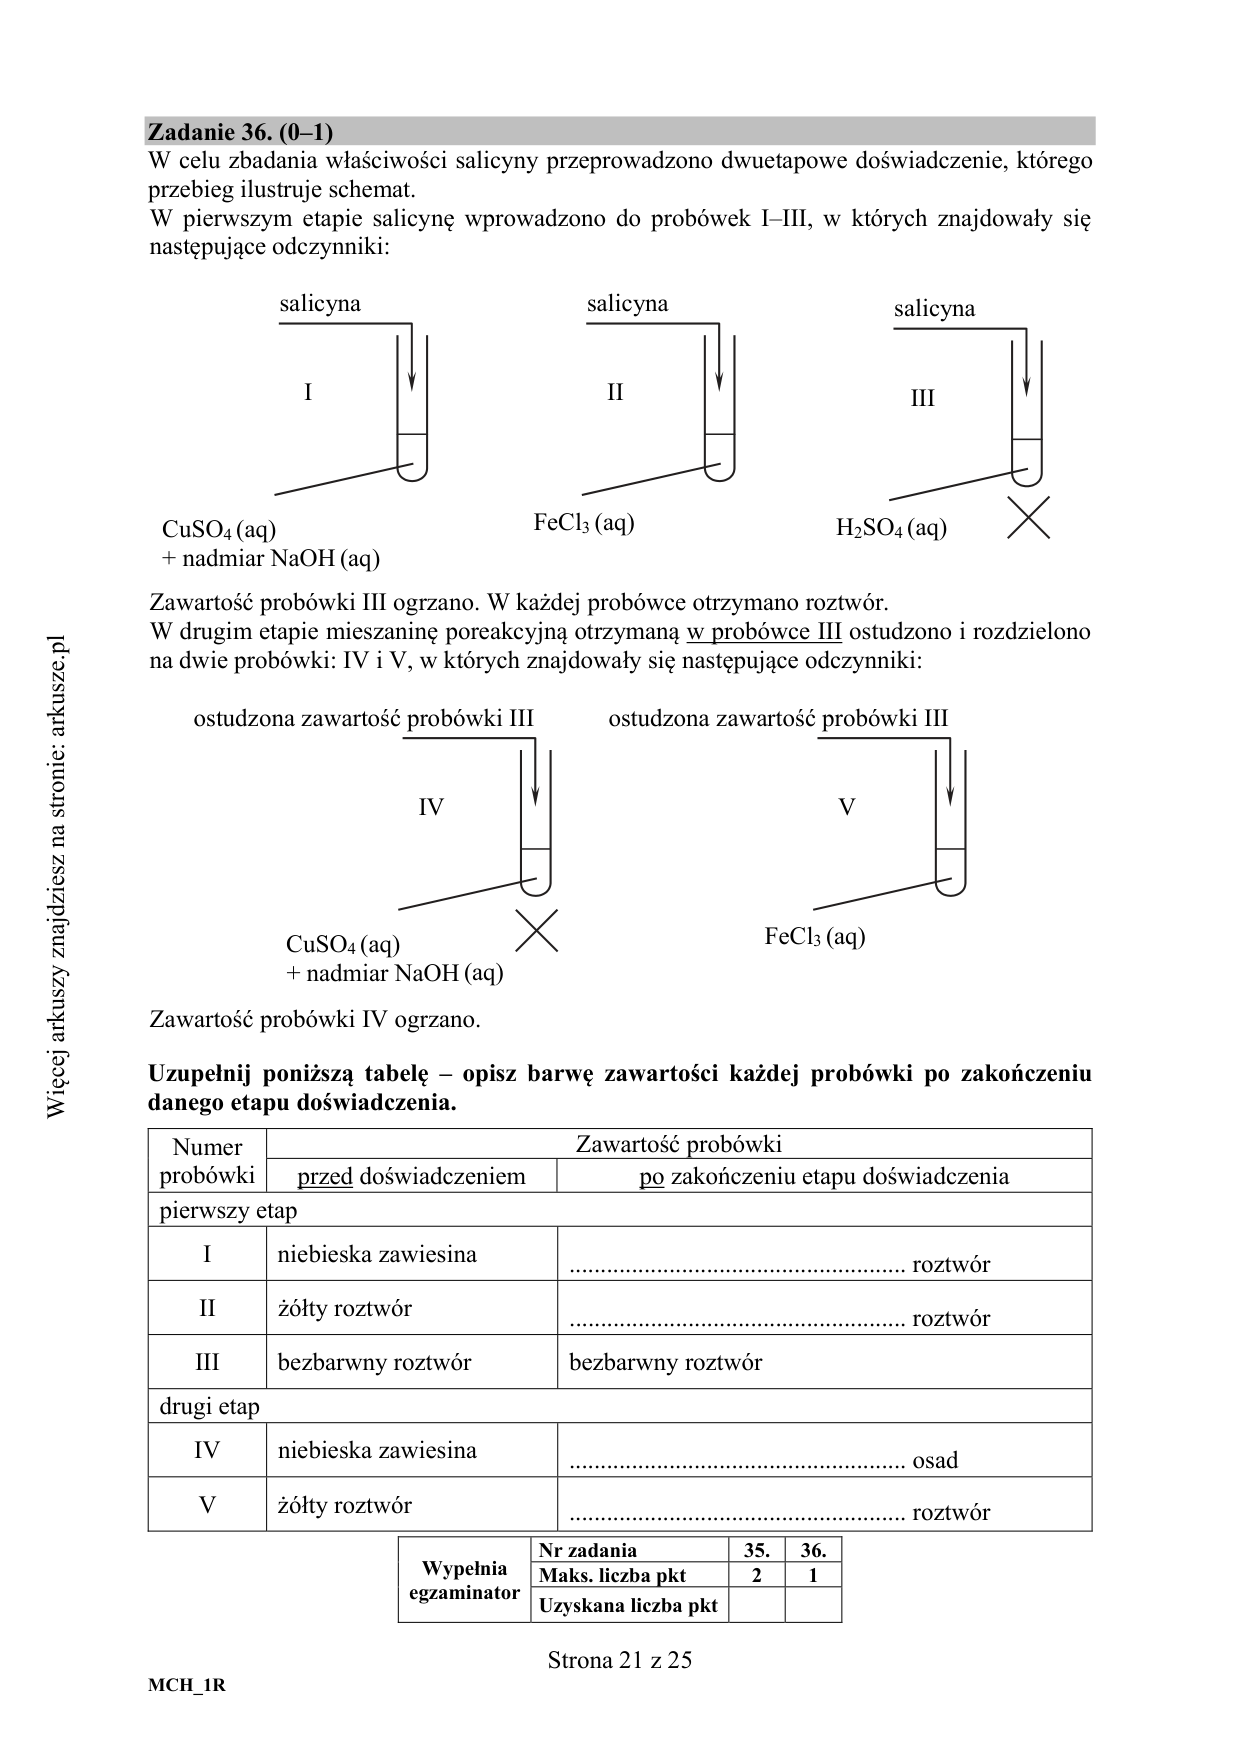 Zadanie 36. (0–1)
W celu zbadania właściwości salicyny przeprowadzono dwuetapowe doświadczenie, którego
przebieg ilustruje schemat.
W pierwszym etapie salicynę wprowadzono do probówek I–III, w których znajdowały się
następujące odczynniki:
salicyna
salicyna
salicyna
I
II
III
CuSO₄ (aq)
+ nadmiar NaOH (aq)
FeCl₃ (aq)
H₂SO₄ (aq)
Zawartość probówki III ogrzano. W każdej probówce otrzymano roztwór.
W drugim etapie mieszaninę poreakcyjną otrzymaną w probówce III ostudzono i rozdzielono
na dwie probówki: IV i V, w których znajdowały się następujące odczynniki:
ostudzona zawartość probówki III
ostudzona zawartość probówki III
IV
V
CuSO₄ (aq)
+ nadmiar NaOH (aq)
FeCl₃ (aq)
Zawartość probówki IV ogrzano.
Uzupełnij poniższą tabelę – opisz barwę zawartości każdej probówki po zakończeniu
danego etapu doświadczenia.
Numer
probówki
Zawartość probówki
przed doświadczeniem
po zakończeniu etapu doświadczenia
pierwszy etap
I
niebieska zawiesina
...................................................... roztwór
II
żółty roztwór
...................................................... roztwór
III
bezbarwny roztwór
bezbarwny roztwór
drugi etap
IV
niebieska zawiesina
...................................................... osad
V
żółty roztwór
...................................................... roztwór
Wypełnia
egzaminator
Nr zadania
35.
36.
Maks. liczba pkt
2
1
Uzyskana liczba pkt
Strona 21 z 25
MCH_1R
Więcej arkuszy znajdziesz na stronie: arkusze.pl